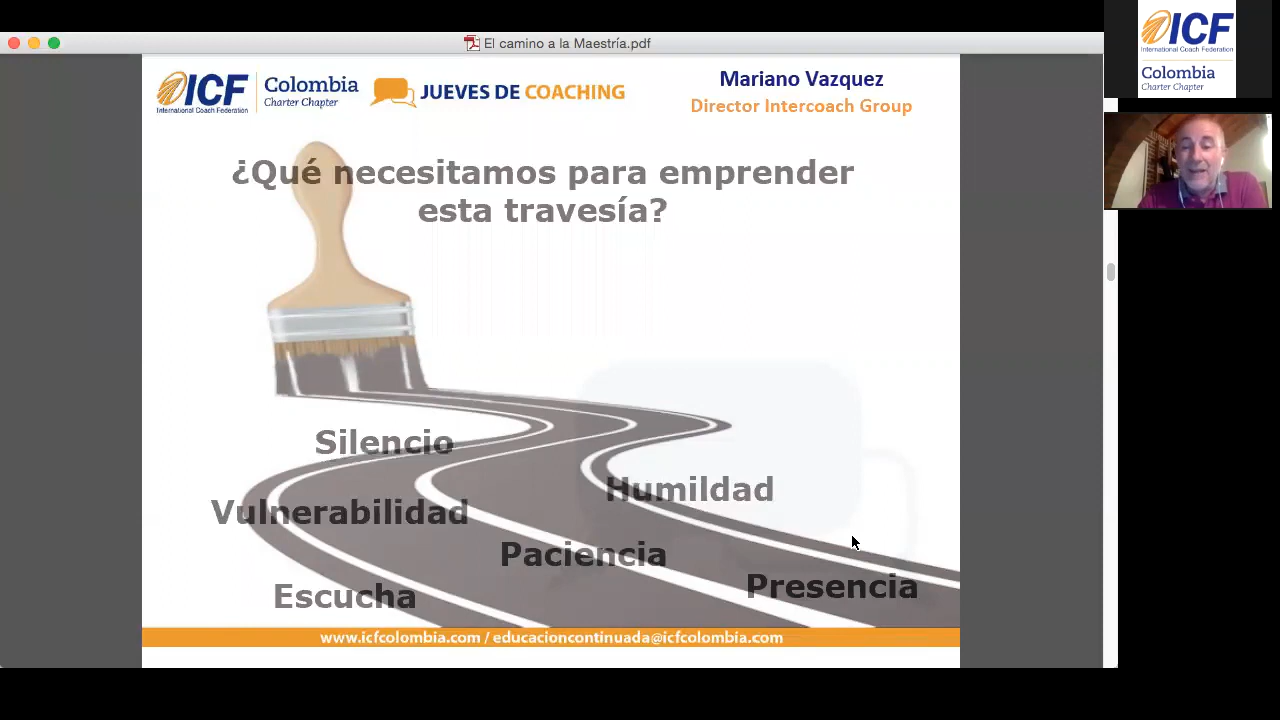 El camino a la Maestría.pdf
ICF
International Coach Federation
Colombia
Charter Chapter
JUEVES DE COACHING
Mariano Vazquez
Director Intercoach Group
¿Qué necesitamos para emprender
esta travesía?
Silencio
Humildad
Vulnerabilidad
Paciencia
Presencia
Escucha
www.icfcolombia.com / educacioncontinuada@icfcolombia.com
ICF
International Coach Federation
Colombia
Charter Chapter